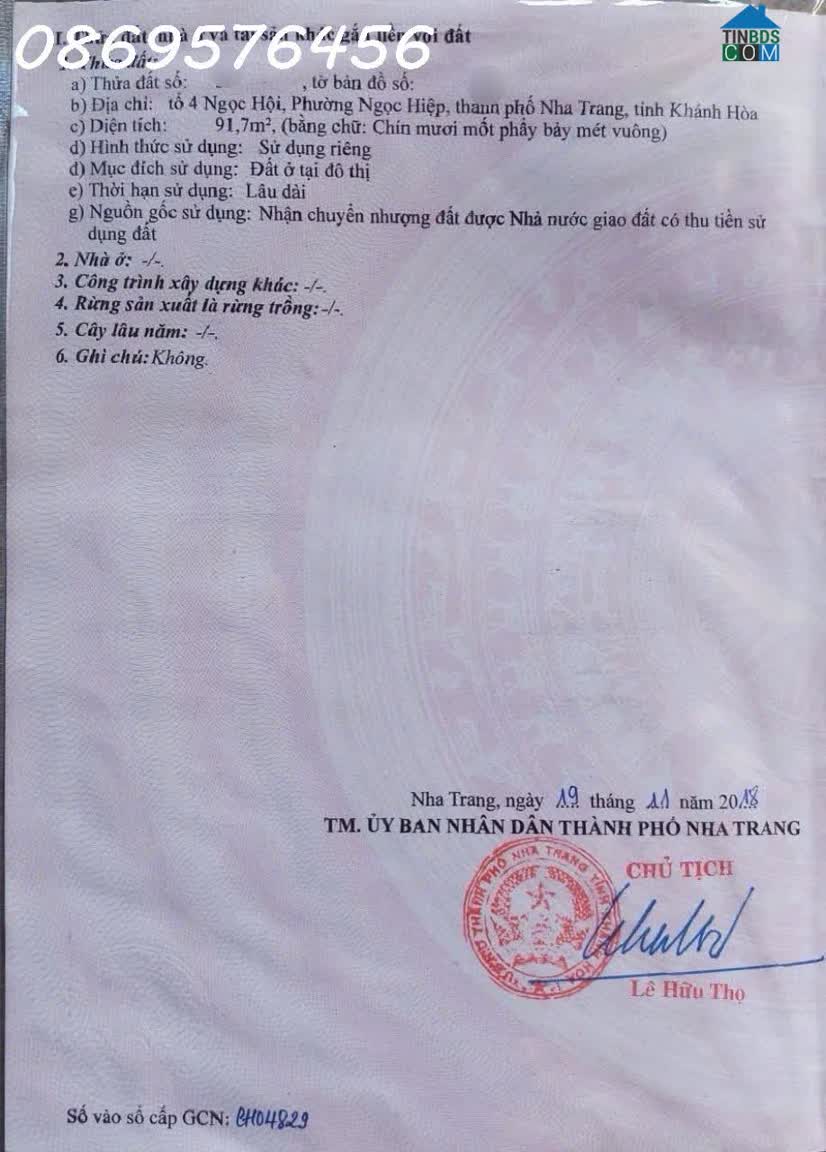 0869576456
TINBDS
COM
a) Thửa đất số: , tờ bản đồ số:
b) Địa chỉ: tổ 4 Ngọc Hội, Phường Ngọc Hiệp, thành phố Nha Trang, tỉnh Khánh Hòa
c) Diện tích: 91,7m², (bằng chữ: Chín mươi mốt phẩy bảy mét vuông)
d) Hình thức sử dụng: Sử dụng riêng
đ) Mục đích sử dụng: Đất ở tại đô thị
e) Thời hạn sử dụng: Lâu dài
g) Nguồn gốc sử dụng: Nhận chuyển nhượng đất được Nhà nước giao đất có thu tiền sử
dụng đất
2. Nhà ở: -/-.
3. Công trình xây dựng khác: -/-.
4. Rừng sản xuất là rừng trồng: -/-.
5. Cây lâu năm: -/-.
6. Ghi chú: Không.
Nha Trang, ngày 19 tháng 11 năm 2018
TM. ỦY BAN NHÂN DÂN THÀNH PHỐ NHA TRANG
CHỦ TỊCH
Lê Hữu Thọ
Số vào sổ cấp GCN: CH04829